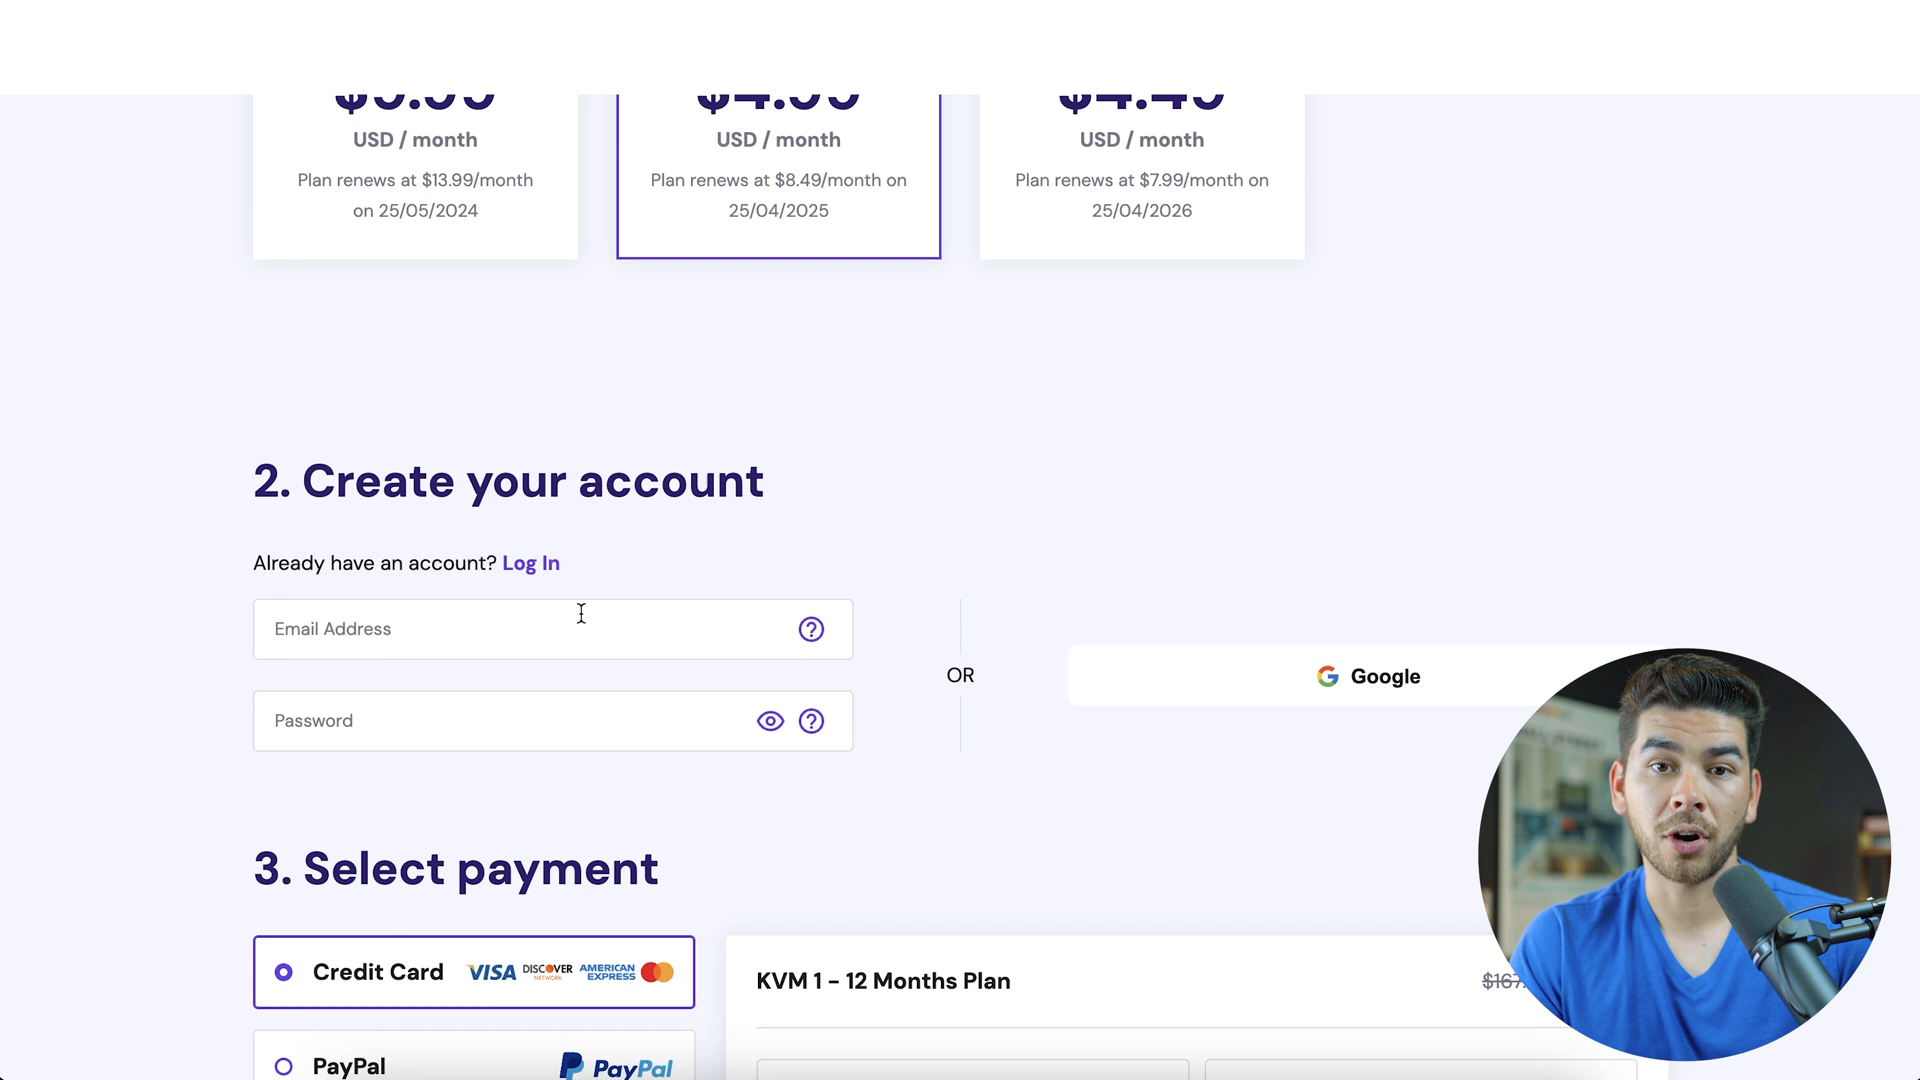 USD / month
USD / month
USD / month
Plan renews at $13.99/month
on 25/05/2024
Plan renews at $8.49/month on
25/04/2025
Plan renews at $7.99/month on
25/04/2026
2. Create your account
Already have an account? Log In
Email Address
Password
OR
Google
3. Select payment
Credit Card VISA DISCOVER NETWORK AMERICAN EXPRESS
KVM 1 – 12 Months Plan
PayPal PayPal